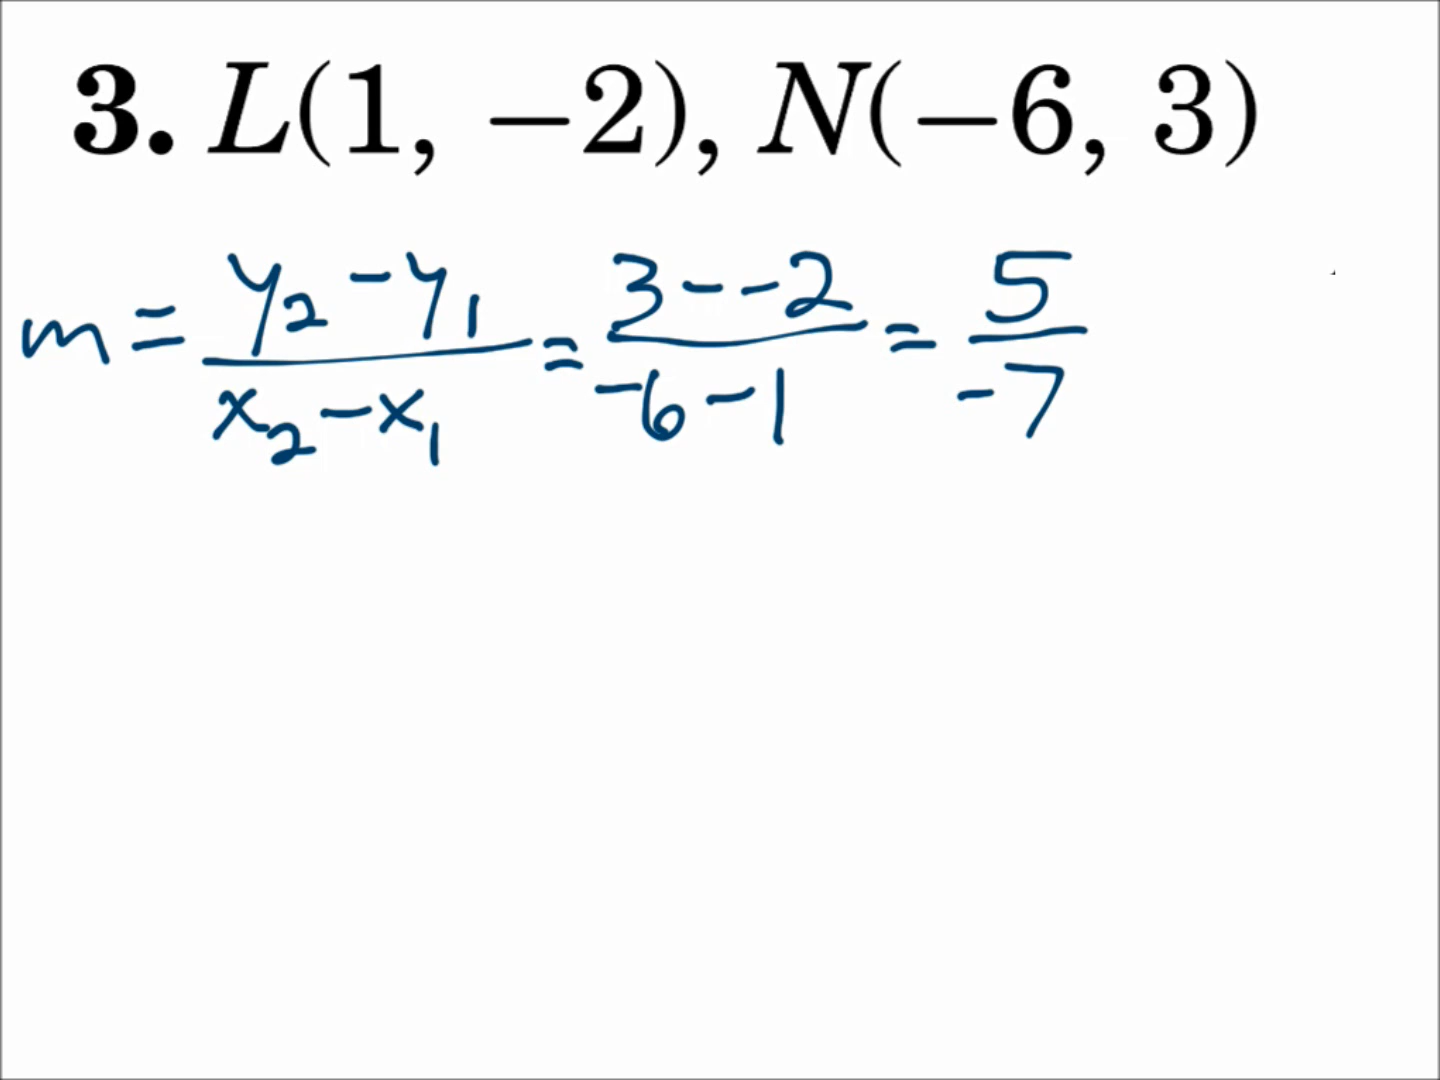 3. L(1, −2), N(−6, 3)
m = y₂ - y₁ / x₂ - x₁ = 3 - -2 / -6 - 1 = 5 / -7